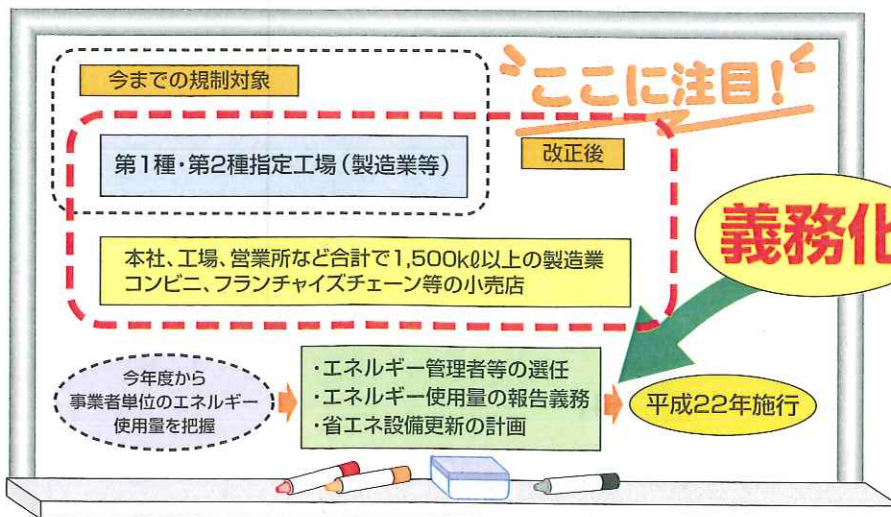 今までの規制対象
ここに注目!
第1種・第2種指定工場(製造業等)
改正後
義務化
本社、工場、営業所など合計で1,500kℓ以上の製造業
コンビニ、フランチャイズチェーン等の小売店
今年度から
事業者単位のエネルギー
使用量を把握
・エネルギー管理者等の選任
・エネルギー使用量の報告義務
・省エネ設備更新の計画
平成22年施行